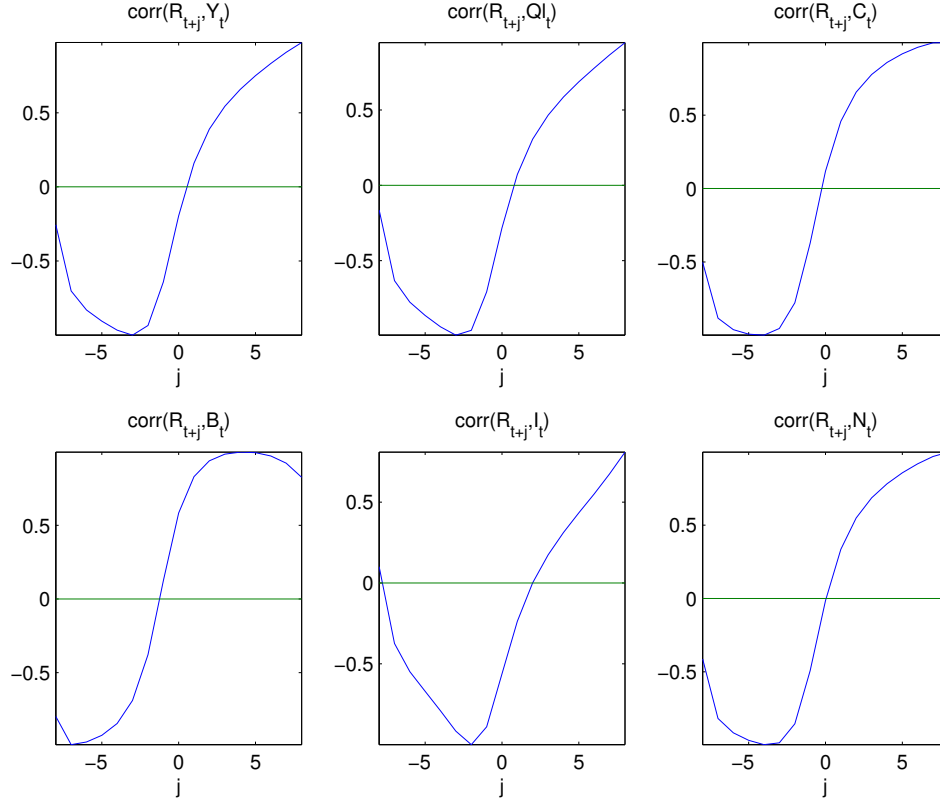 corr(R_{t+j},Y_t)
0.5
0
−0.5
−5 0 5
j
corr(R_{t+j},QI_t)
0.5
0
−0.5
−5 0 5
j
corr(R_{t+j},C_t)
0.5
0
−0.5
−5 0 5
j
corr(R_{t+j},B_t)
0.5
0
−0.5
−5 0 5
j
corr(R_{t+j},I_t)
0.5
0
−0.5
−5 0 5
j
corr(R_{t+j},N_t)
0.5
0
−0.5
−5 0 5
j